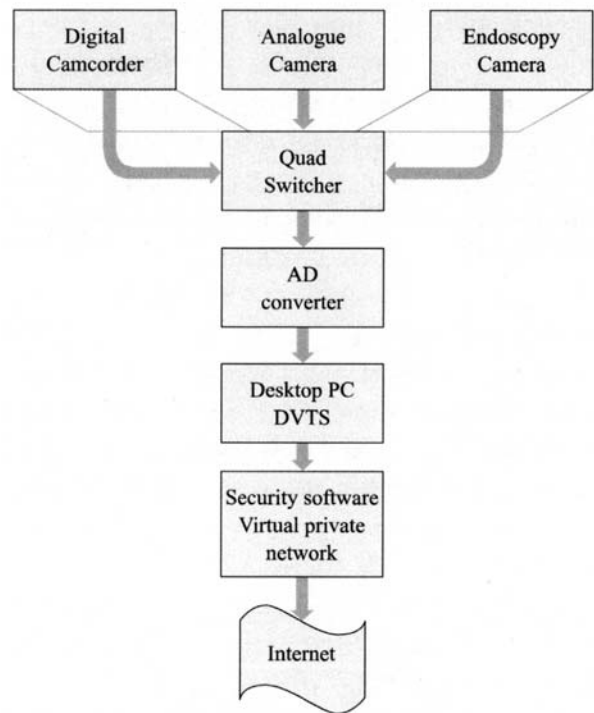 Digital
Camcorder
Analogue
Camera
Endoscopy
Camera
Quad
Switcher
AD
converter
Desktop PC
DVTS
Security software
Virtual private
network
Internet